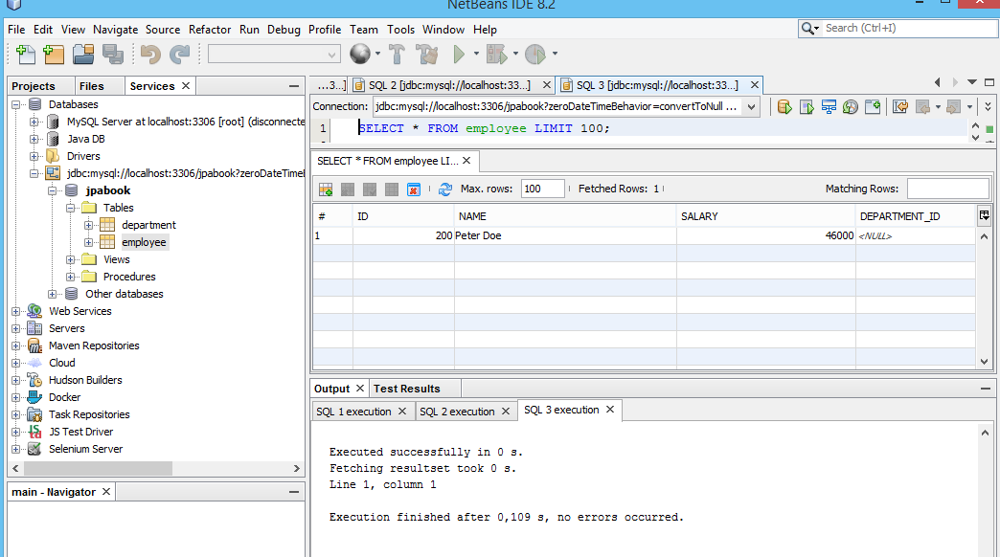 NetBeans IDE 8.2
File Edit View Navigate Source Refactor Run Debug Profile Team Tools Window Help
Search (Ctrl+I)
Projects Files Services
Databases
MySQL Server at localhost:3306 [root] (disconnecte
Java DB
Drivers
jdbc:mysql://localhost:3306/jpabook?zeroDateTimeB
jpabook
Tables
department
employee
Views
Procedures
Other databases
Web Services
Servers
Maven Repositories
Cloud
Hudson Builders
Docker
Task Repositories
JS Test Driver
Selenium Server
main - Navigator
...3...] SQL 2 [jdbc:mysql://localhost:33...] SQL 3 [jdbc:mysql://localhost:33...]
Connection: jdbc:mysql://localhost:3306/jpabook?zeroDateTimeBehavior=convertToNull ...
1 SELECT * FROM employee LIMIT 100;
SELECT * FROM employee LI...
Max. rows: 100 Fetched Rows: 1 Matching Rows:
# ID NAME SALARY DEPARTMENT_ID
1 200 Peter Doe 46000 <NULL>
Output Test Results
SQL 1 execution SQL 2 execution SQL 3 execution
Executed successfully in 0 s.
Fetching resultset took 0 s.
Line 1, column 1
Execution finished after 0,109 s, no errors occurred.